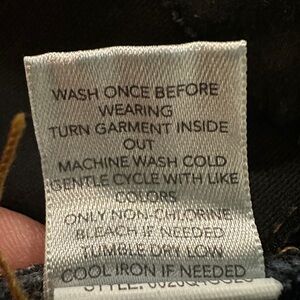 WASH ONCE BEFORE
WEARING
TURN GARMENT INSIDE
OUT
MACHINE WASH COLD
GENTLE CYCLE WITH LIKE
COLORS
ONLY NON-CHLORINE
BLEACH IF NEEDED
TUMBLE DRY LOW
COOL IRON IF NEEDED
STYLE: